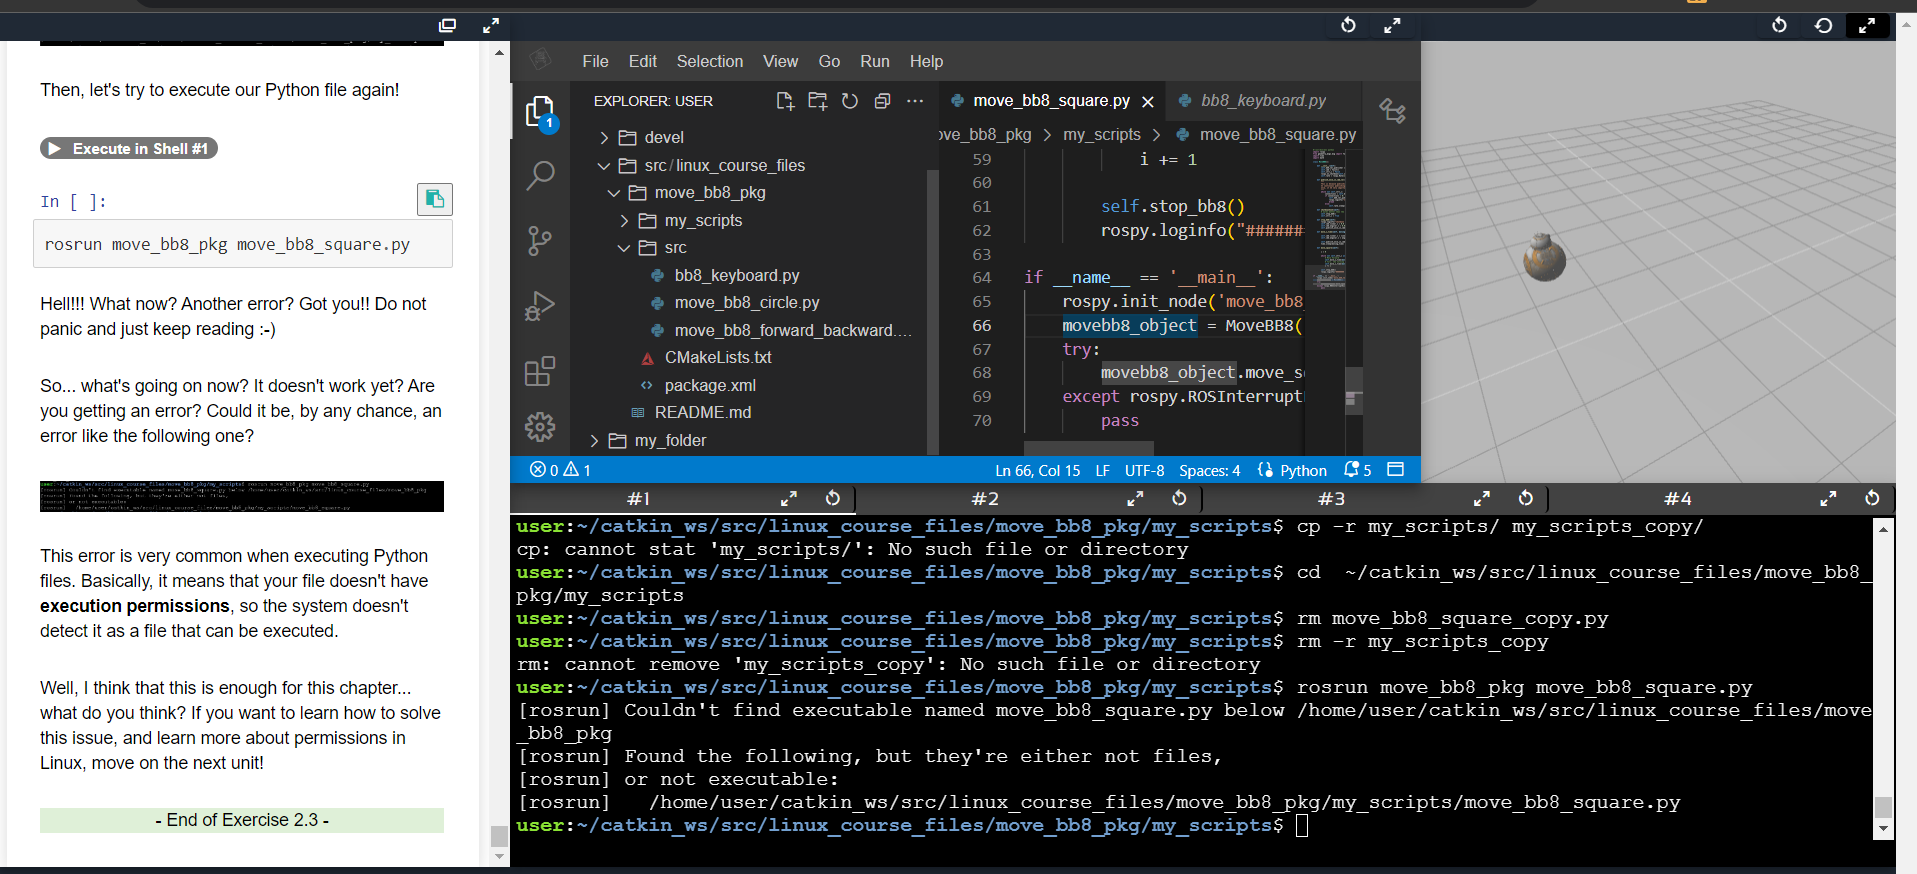 Then, let's try to execute our Python file again!
Execute in Shell #1
In [ ]:
rosrun move_bb8_pkg move_bb8_square.py
Hell!!! What now? Another error? Got you!! Do not
panic and just keep reading :-)
So... what's going on now? It doesn't work yet? Are
you getting an error? Could it be, by any chance, an
error like the following one?
This error is very common when executing Python
files. Basically, it means that your file doesn't have
execution permissions, so the system doesn't
detect it as a file that can be executed.
Well, I think that this is enough for this chapter...
what do you think? If you want to learn how to solve
this issue, and learn more about permissions in
Linux, move on the next unit!
- End of Exercise 2.3 -
File Edit Selection View Go Run Help
1
EXPLORER: USER
devel
src/linux_course_files
move_bb8_pkg
my_scripts
src
bb8_keyboard.py
move_bb8_circle.py
move_bb8_forward_backward....
CMakeLists.txt
package.xml
README.md
my_folder
move_bb8_square.py bb8_keyboard.py
ove_bb8_pkg my_scripts move_bb8_square.py
59 i += 1
60
61 self.stop_bb8()
62 rospy.loginfo("######
63
64 if __name__ == '__main__':
65 rospy.init_node('move_bb8
66 movebb8_object = MoveBB8(
67 try:
68 movebb8_object.move_s
69 except rospy.ROSInterrupt
70 pass
0 1 Ln 66, Col 15 LF UTF-8 Spaces: 4 Python 5
#1 #2 #3 #4
user:~/catkin_ws/src/linux_course_files/move_bb8_pkg/my_scripts$ cp -r my_scripts/ my_scripts_copy/
cp: cannot stat 'my_scripts/': No such file or directory
user:~/catkin_ws/src/linux_course_files/move_bb8_pkg/my_scripts$ cd  ~/catkin_ws/src/linux_course_files/move_bb8_
pkg/my_scripts
user:~/catkin_ws/src/linux_course_files/move_bb8_pkg/my_scripts$ rm move_bb8_square_copy.py
user:~/catkin_ws/src/linux_course_files/move_bb8_pkg/my_scripts$ rm -r my_scripts_copy
rm: cannot remove 'my_scripts_copy': No such file or directory
user:~/catkin_ws/src/linux_course_files/move_bb8_pkg/my_scripts$ rosrun move_bb8_pkg move_bb8_square.py
[rosrun] Couldn't find executable named move_bb8_square.py below /home/user/catkin_ws/src/linux_course_files/move
_bb8_pkg
[rosrun] Found the following, but they're either not files,
[rosrun] or not executable:
[rosrun]   /home/user/catkin_ws/src/linux_course_files/move_bb8_pkg/my_scripts/move_bb8_square.py
user:~/catkin_ws/src/linux_course_files/move_bb8_pkg/my_scripts$